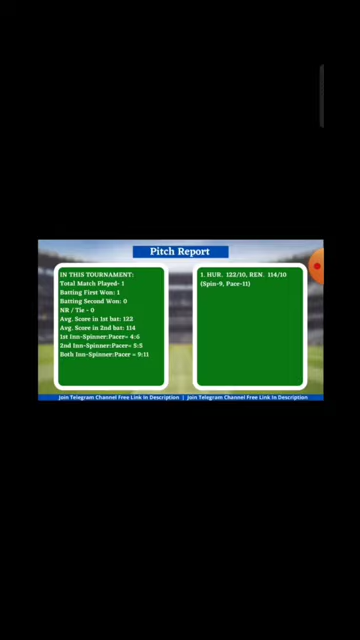 Pitch Report
IN THIS TOURNAMENT:
Total Match Played- 1
Batting First Won: 1
Batting Second Won: 0
NR / Tie - 0
Avg. Score in 1st bat: 122
Avg. Score in 2nd bat: 114
1st Inn-Spinner:Pacer= 4:6
2nd Inn-Spinner:Pacer= 5:5
Both Inn-Spinner:Pacer = 9:11
1. HUR. 122/10, REN. 114/10
(Spin-9, Pace-11)
Join Telegram Channel Free Link In Description | Join Telegram Channel Free Link In Description